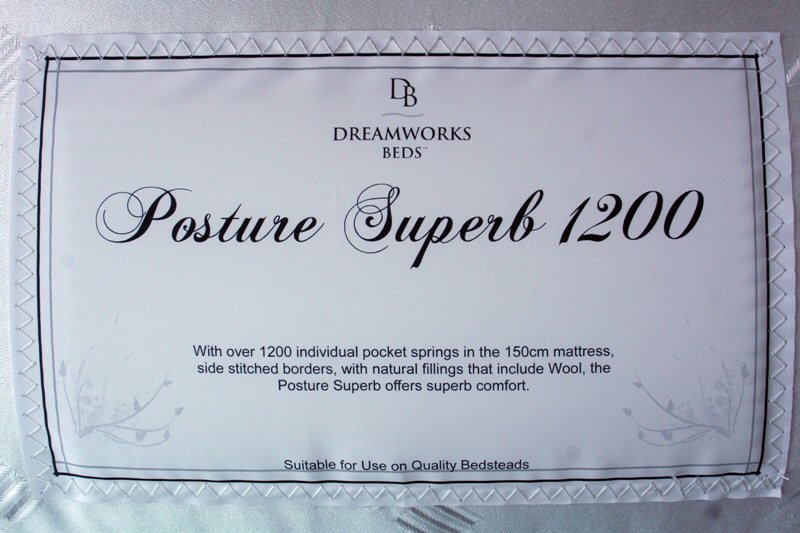 DB
DREAMWORKS
BEDS™
Posture Superb 1200
With over 1200 individual pocket springs in the 150cm mattress,
side stitched borders, with natural fillings that include Wool, the
Posture Superb offers superb comfort.
Suitable for Use on Quality Bedsteads